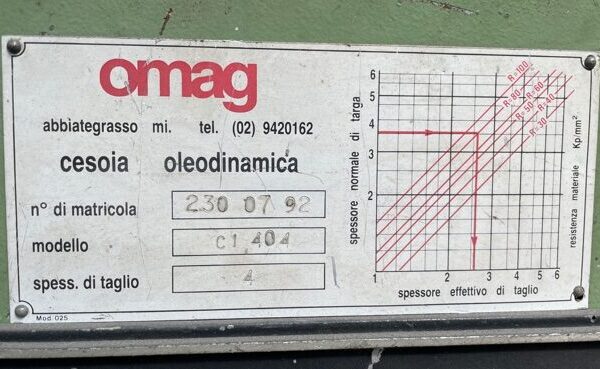 omag
abbiategrasso mi. tel. (02) 9420162
cesoia oleodinamica
n° di matricola 230 07 92
modello C1 404
spess. di taglio 4
Mod. 025
spessore normale di targa
6
5
4
3
2
1 2 3 4 5 6
spessore effettivo di taglio
R=100
R=80
R=60
R=50
R=40
R=30
resistenza materiale Kp/mm²